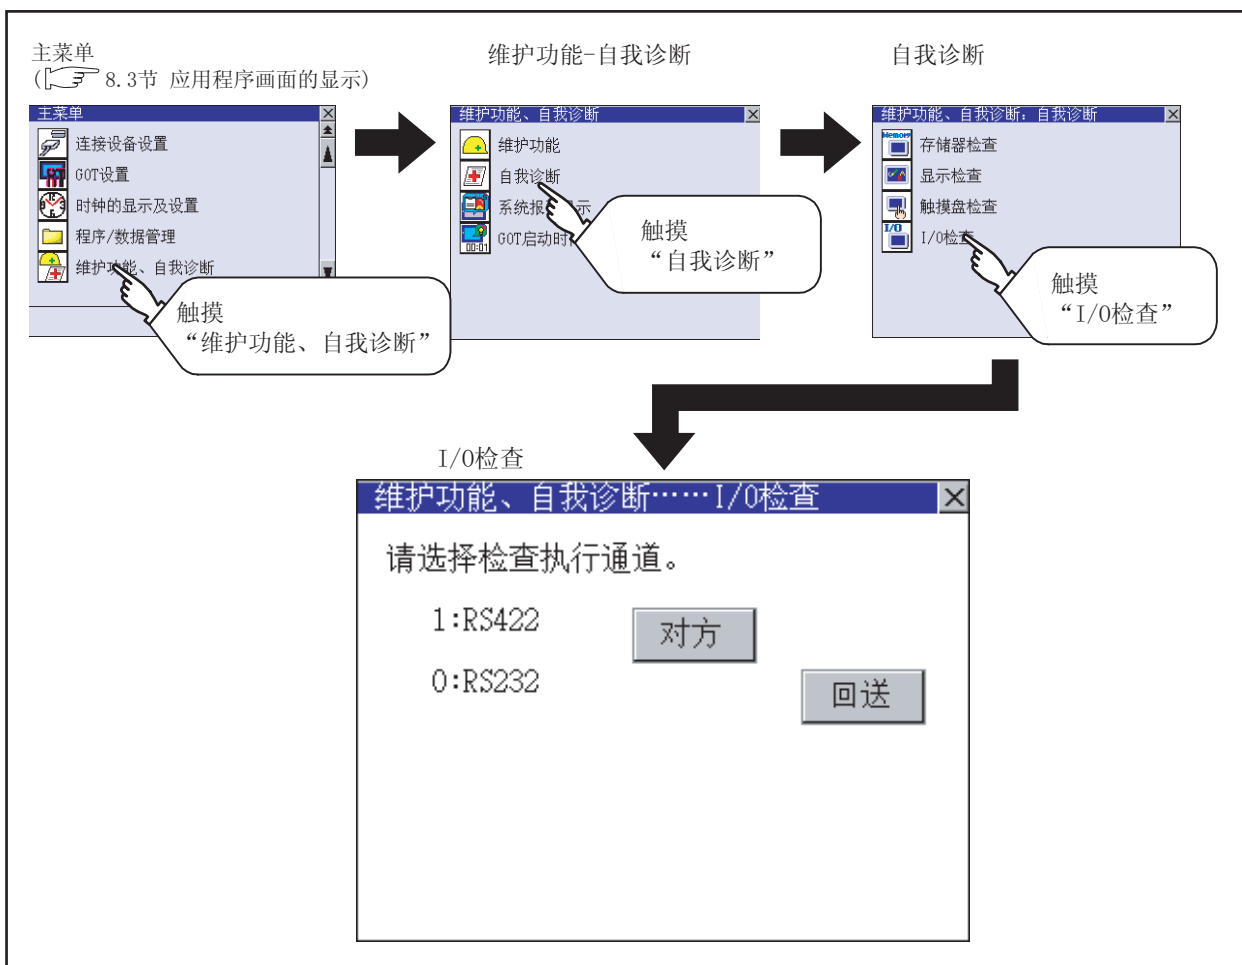 主菜单
(8.3节 应用程序画面的显示)
维护功能-自我诊断
自我诊断
主菜单
连接设备设置
GOT设置
时钟的显示及设置
程序/数据管理
维护功能、自我诊断
触摸
“维护功能、自我诊断”
维护功能、自我诊断
维护功能
自我诊断
系统报 示
GOT启动时
触摸
“自我诊断”
维护功能、自我诊断: 自我诊断
Memory
存储器检查
显示检查
触摸盘检查
I/O
I/O检查
触摸
“I/O检查”
I/O检查
维护功能、自我诊断……I/O检查
请选择检查执行通道。
1:RS422
对方
0:RS232
回送